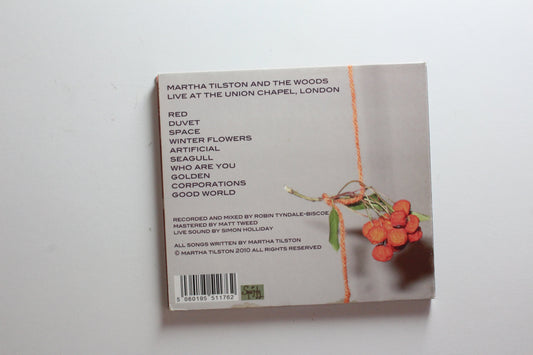 MARTHA TILSTON AND THE WOODS
LIVE AT THE UNION CHAPEL, LONDON
RED
DUVET
SPACE
WINTER FLOWERS
ARTIFICIAL
SEAGULL
WHO ARE YOU
GOLDEN
CORPORATIONS
GOOD WORLD
RECORDED AND MIXED BY ROBIN TYNDALE-BISCOE
MASTERED BY MATT TWEED
LIVE SOUND BY SIMON HOLLIDAY
ALL SONGS WRITTEN BY MARTHA TILSTON
© MARTHA TILSTON 2010 ALL RIGHTS RESERVED
5 060195 511762